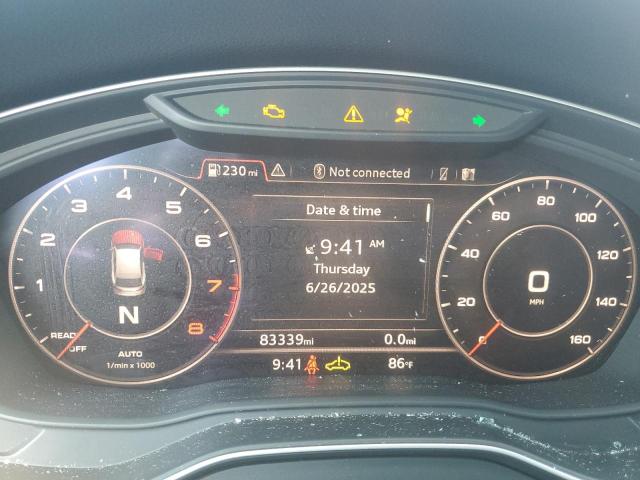 230 mi
Not connected
Date & time
9:41 AM
Thursday
6/26/2025
1 2 3 4 5 6 7 8
READY
OFF
N
AUTO
1/min x 1000
0 20 40 60 80 100 120 140 160
0
MPH
83339mi
0.0mi
9:41
86°F